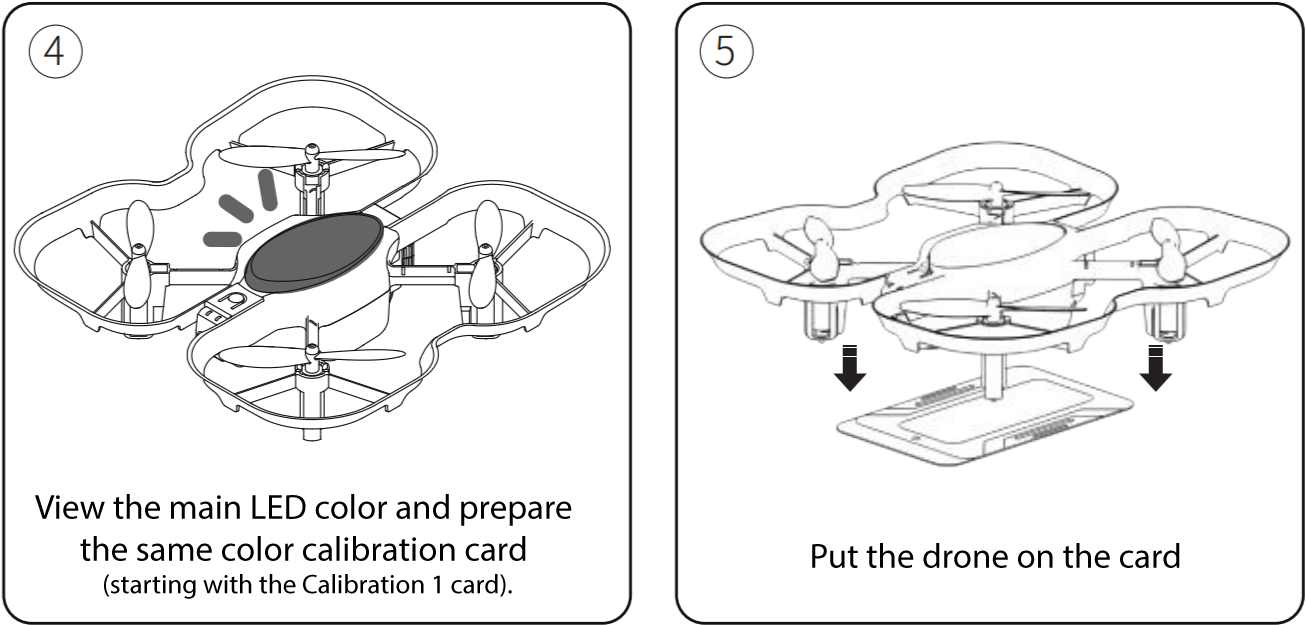 4
View the main LED color and prepare
the same color calibration card
(starting with the Calibration 1 card).
5
Put the drone on the card